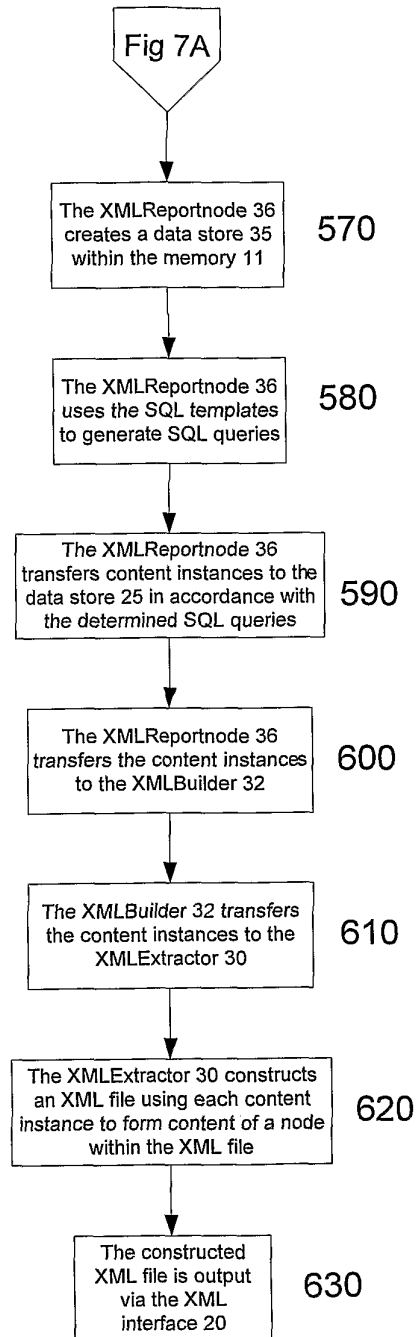 Fig 7A
The XMLReportnode 36
creates a data store 35
within the memory 11
570
The XMLReportnode 36
uses the SQL templates
to generate SQL queries
580
The XMLReportnode 36
transfers content instances to the
data store 25 in accordance with
the determined SQL queries
590
The XMLReportnode 36
transfers the content instances
to the XMLBuilder 32
600
The XMLBuilder 32 transfers
the content instances to the
XMLExtractor 30
610
The XMLExtractor 30 constructs
an XML file using each content
instance to form content of a node
within the XML file
620
The constructed
XML file is output
via the XML
interface 20
630